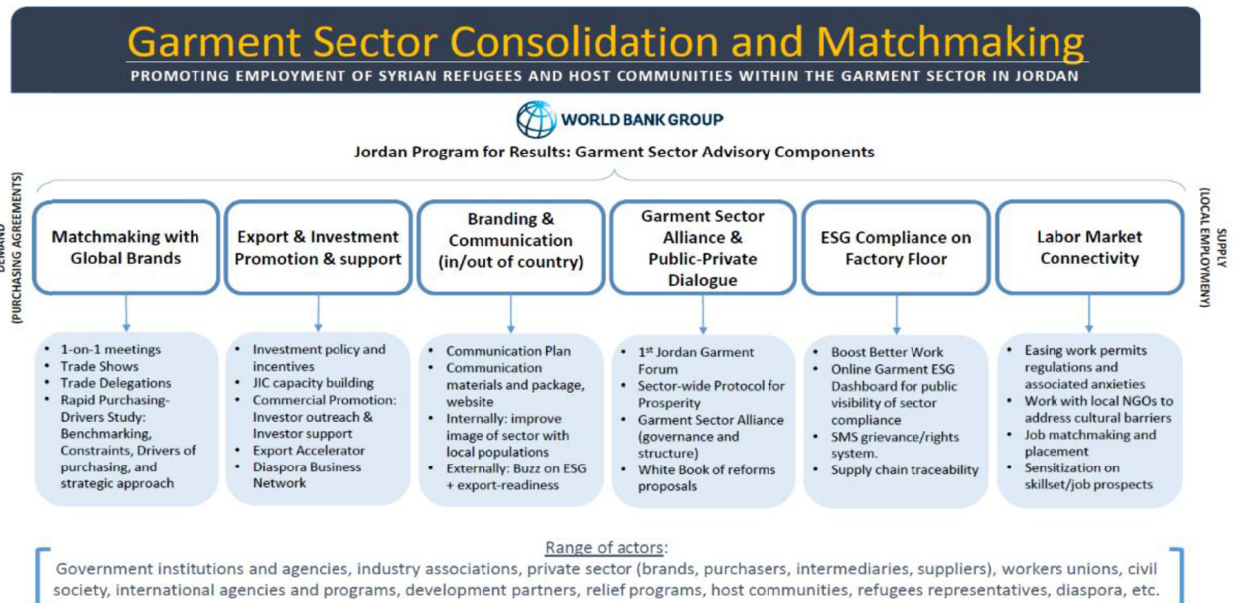 Garment Sector Consolidation and Matchmaking
PROMOTING EMPLOYMENT OF SYRIAN REFUGEES AND HOST COMMUNITIES WITHIN THE GARMENT SECTOR IN JORDAN
WORLD BANK GROUP
Jordan Program for Results: Garment Sector Advisory Components
(PURCHASING AGREEMENTS)
Matchmaking with
Global Brands
Export & Investment
Promotion & support
Branding &
Communication
(in/out of country)
Garment Sector
Alliance &
Public-Private
Dialogue
ESG Compliance on
Factory Floor
Labor Market
Connectivity
SUPPLY
(LOCAL EMPLOYMENT)
• 1-on-1 meetings
• Trade Shows
• Trade Delegations
• Rapid Purchasing-
Drivers Study:
Benchmarking,
Constraints, Drivers of
purchasing, and
strategic approach
• Investment policy and
incentives
• JIC capacity building
• Commercial Promotion:
Investor outreach &
Investor support
• Export Accelerator
• Diaspora Business
Network
• Communication Plan
• Communication
materials and package,
website
• Internally: improve
image of sector with
local populations
• Externally: Buzz on ESG
+ export-readiness
• 1st Jordan Garment
Forum
• Sector-wide Protocol for
Prosperity
• Garment Sector Alliance
(governance and
structure)
• White Book of reforms
proposals
• Boost Better Work
• Online Garment ESG
Dashboard for public
visibility of sector
compliance
• SMS grievance/rights
system.
• Supply chain traceability
• Easing work permits
regulations and
associated anxieties
• Work with local NGOs to
address cultural barriers
• Job matchmaking and
placement
• Sensitization on
skillset/job prospects
Range of actors:
Government institutions and agencies, industry associations, private sector (brands, purchasers, intermediaries, suppliers), workers unions, civil
society, international agencies and programs, development partners, relief programs, host communities, refugees representatives, diaspora, etc.